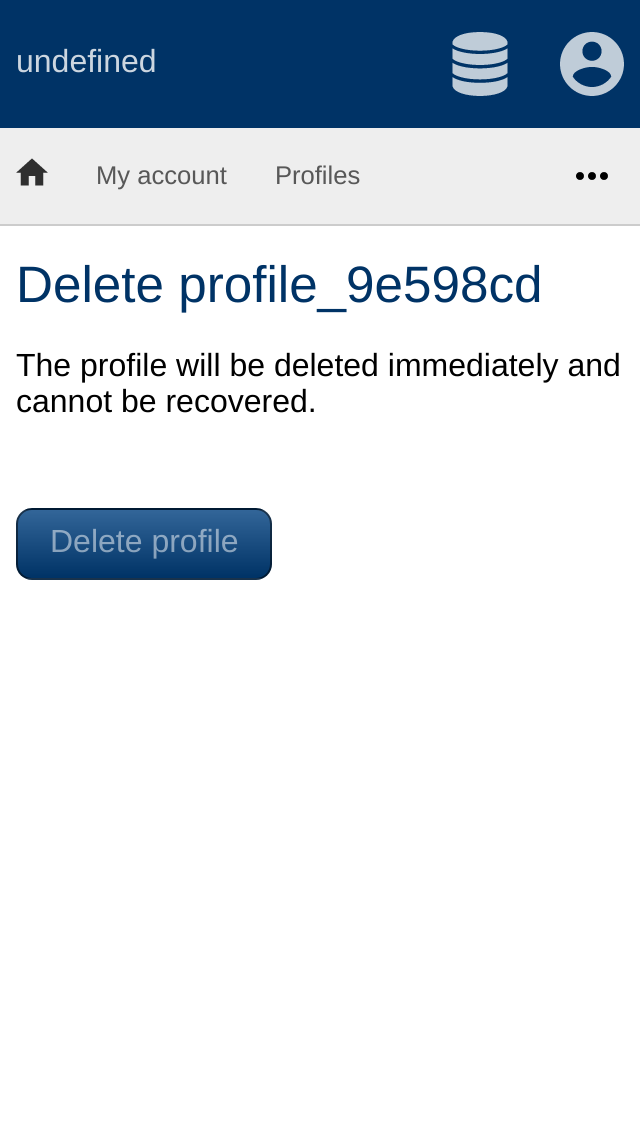 undefined
My account Profiles
Delete profile_9e598cd
The profile will be deleted immediately and
cannot be recovered.
Delete profile